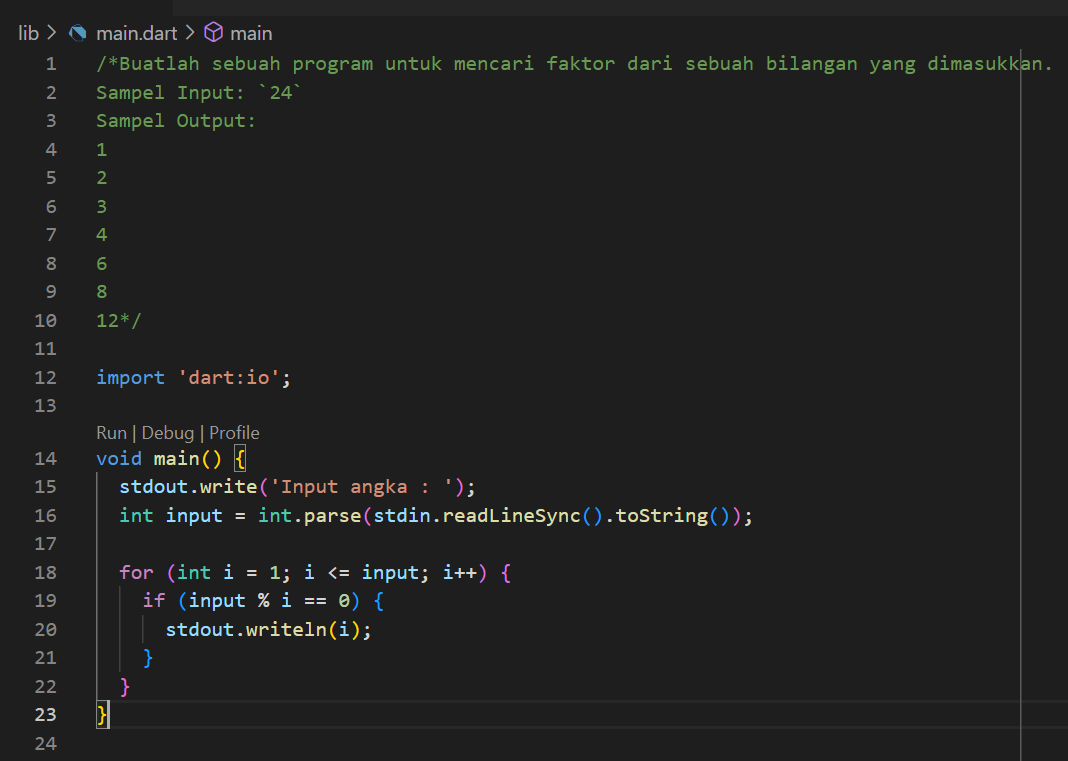 lib > main.dart > main
1 /*Buatlah sebuah program untuk mencari faktor dari sebuah bilangan yang dimasukkan.
2 Sampel Input: `24`
3 Sampel Output:
4 1
5 2
6 3
7 4
8 6
9 8
10 12*/
11
12 import 'dart:io';
13
Run | Debug | Profile
14 void main() {
15   stdout.write('Input angka : ');
16   int input = int.parse(stdin.readLineSync().toString());
17
18   for (int i = 1; i <= input; i++) {
19     if (input % i == 0) {
20       stdout.writeln(i);
21     }
22   }
23 }
24